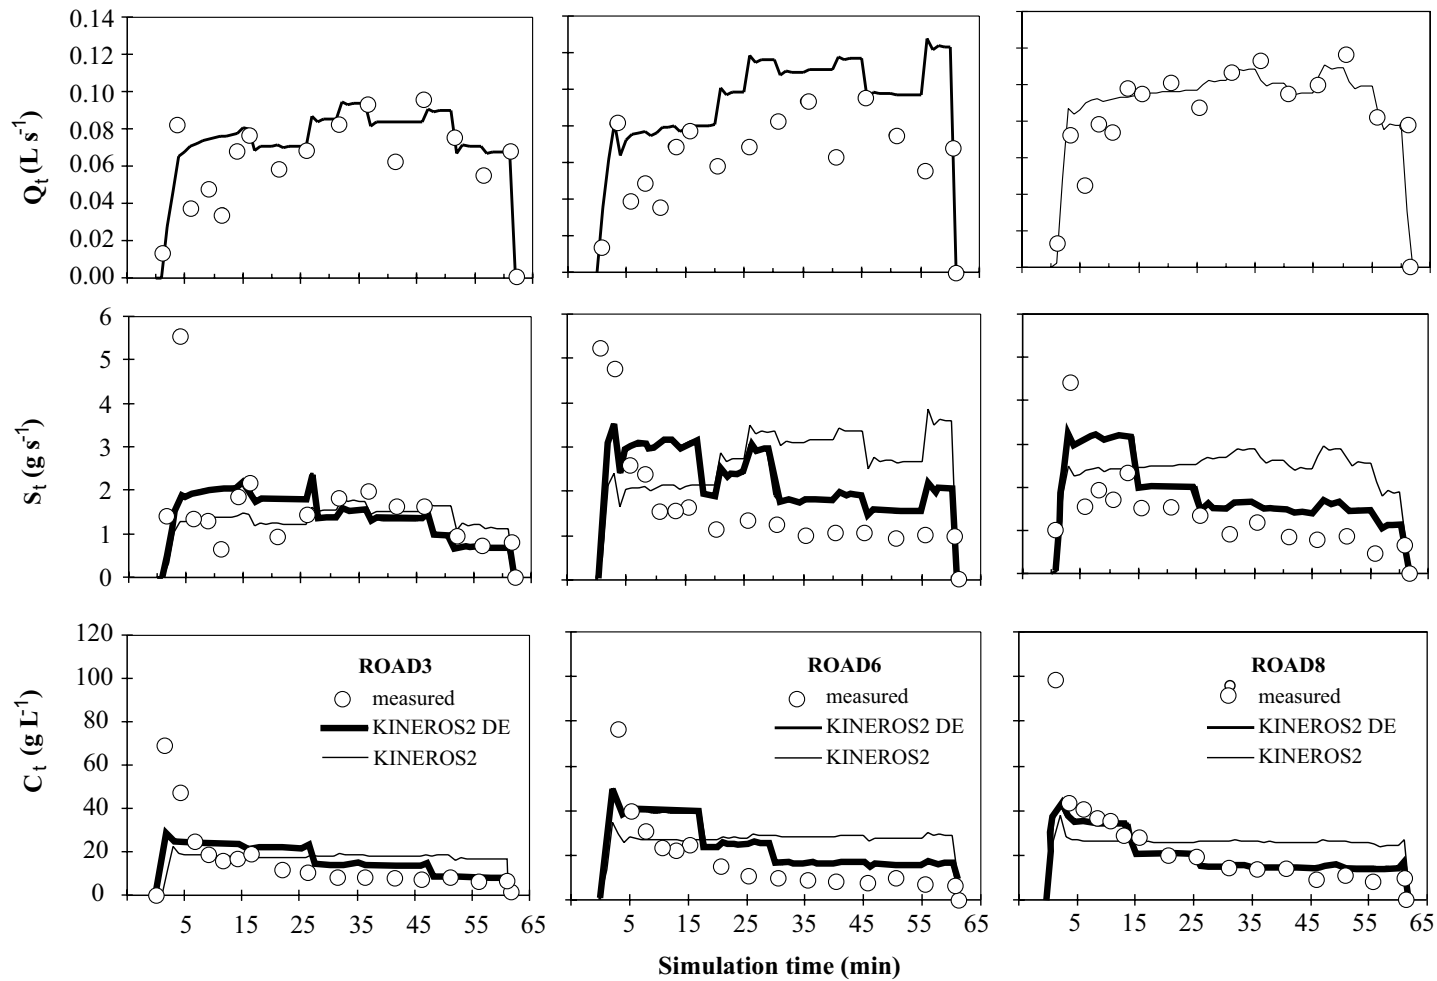 0.14
0.12
0.10
0.08
0.06
0.04
0.02
0.00
Qt (L s-1)
6
5
4
3
2
1
0
St (g s-1)
120
100
80
60
40
20
0
Ct (g L-1)
ROAD3
measured
KINEROS2 DE
KINEROS2
ROAD6
measured
KINEROS2 DE
KINEROS2
ROAD8
measured
KINEROS2 DE
KINEROS2
5 15 25 35 45 55 65 5 15 25 35 45 55 65 5 15 25 35 45 55 65
Simulation time (min)